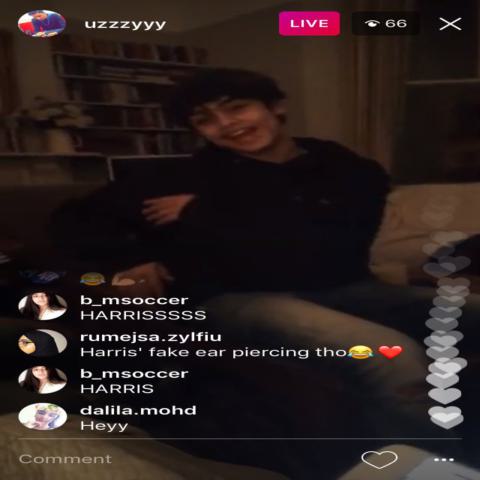 uzzzyyy
LIVE
66
b_msoccer
HARRISSSSS
rumejsa.zylfiu
Harris' fake ear piercing tho😂 ❤️
b_msoccer
HARRIS
dalila.mohd
Heyy
Comment